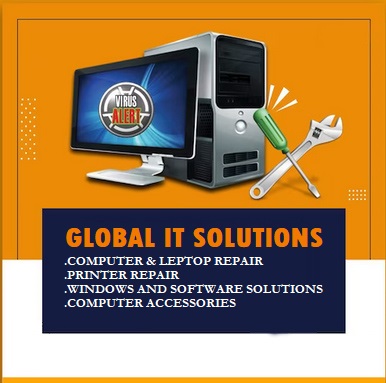 VIRUS
ALERT
GLOBAL IT SOLUTIONS
.COMPUTER & LEPTOP REPAIR
.PRINTER REPAIR
.WINDOWS AND SOFTWARE SOLUTIONS
.COMPUTER ACCESSORIES